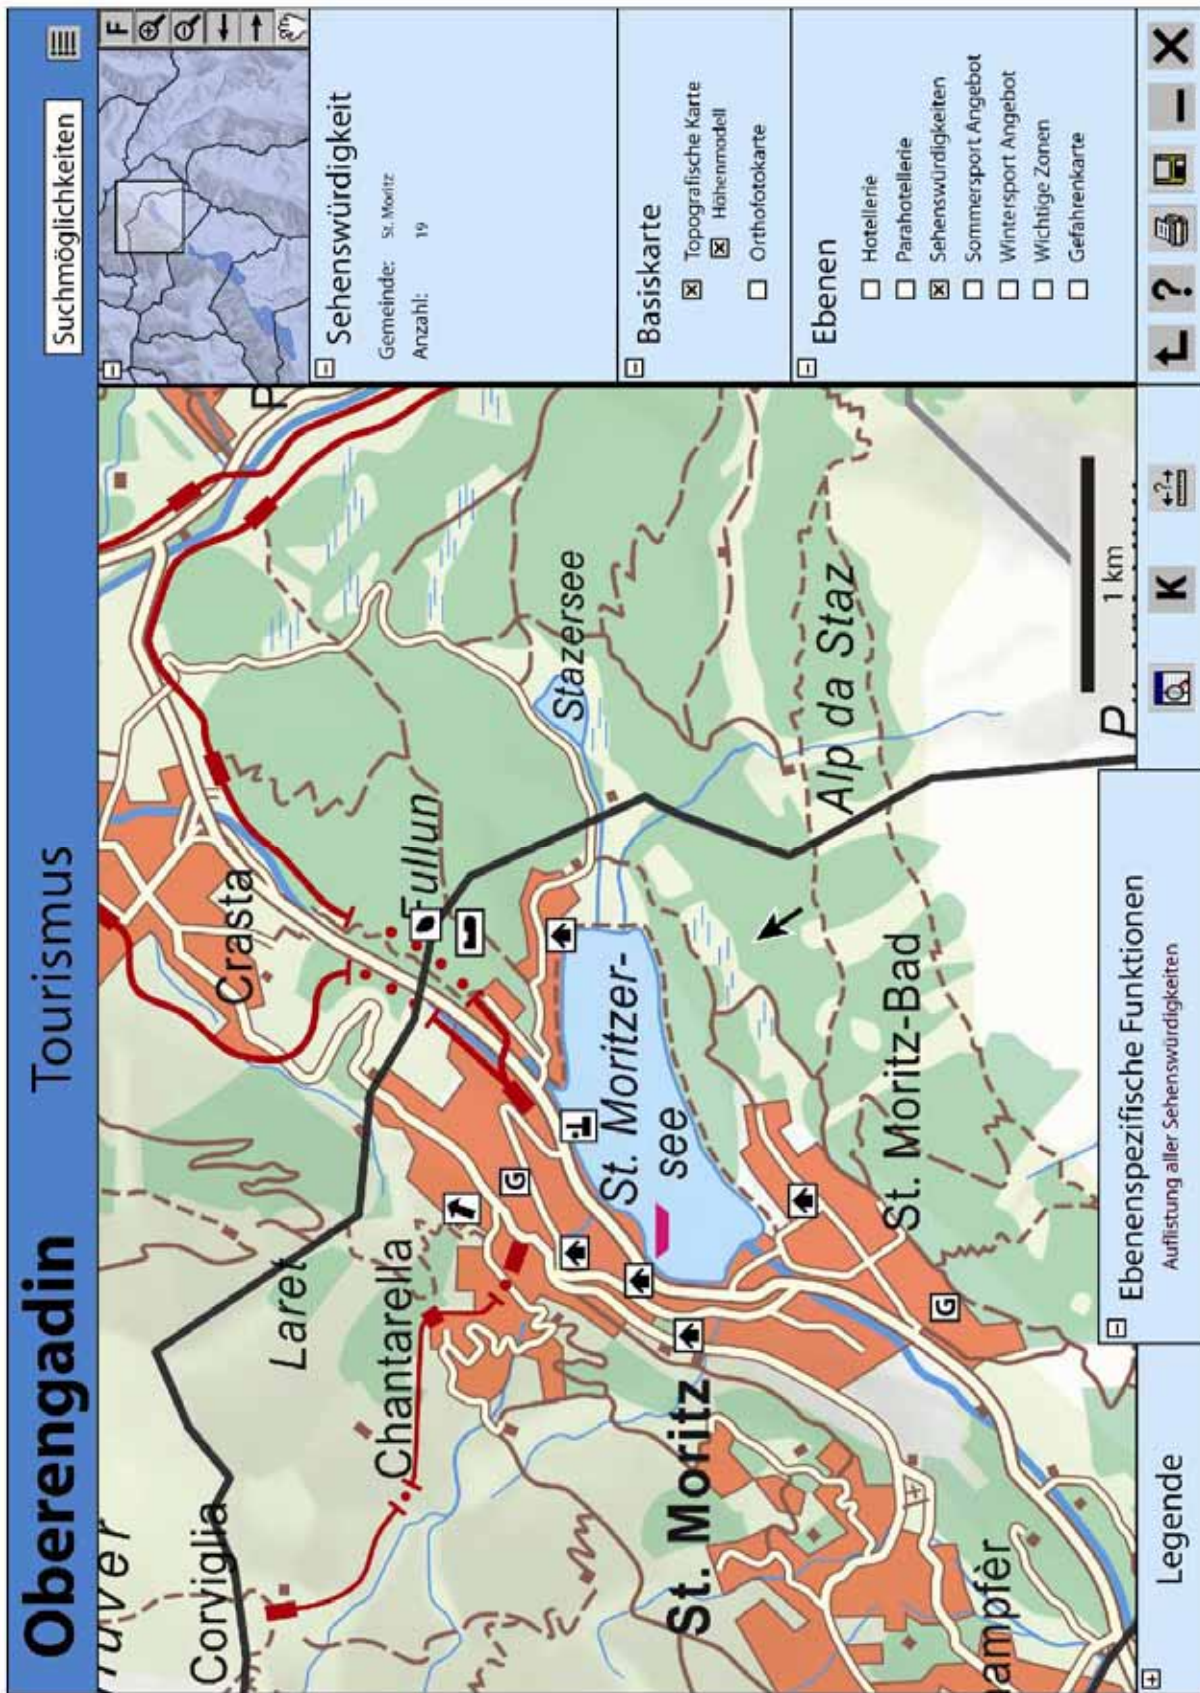 Oberengadin
Tourismus
Suchmöglichkeiten
F
Sehenswürdigkeit
Gemeinde: St. Moritz
Anzahl: 19
Basiskarte
Topografische Karte
Höhenmodell
Orthofotokarte
Ebenen
Hotellerie
Parahotellerie
Sehenswürdigkeiten
Sommersport Angebot
Wintersport Angebot
Wichtige Zonen
Gefahrenkarte
Corviglia
Laret
Crasta
P
Chantarella
Fullun
G
St. Moritz
St. Moritzer-
see
Stazersee
St. Moritz-Bad
Alp da Staz
G
ampfèr
P
1 km
Legende
Ebenenspezifische Funktionen
Auflistung aller Sehenswürdigkeiten
K
?
?